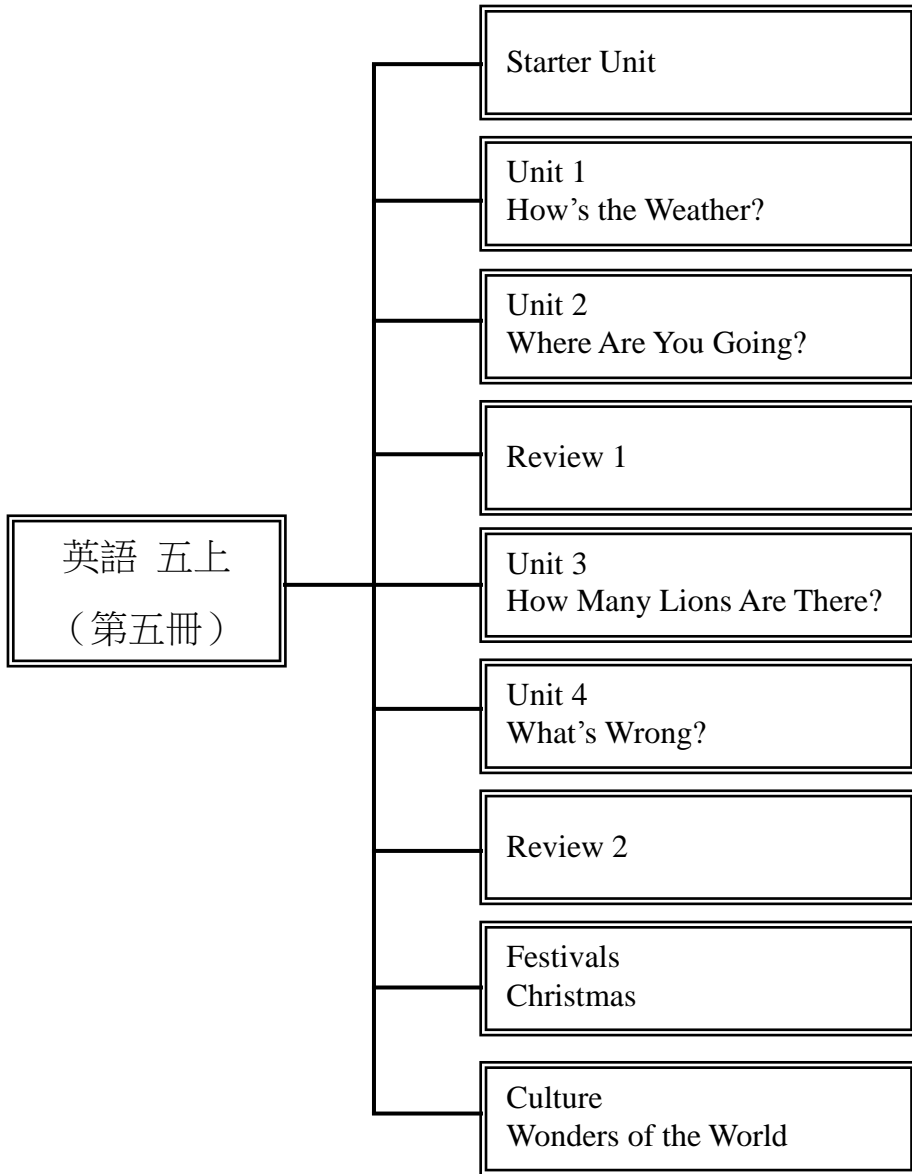 Starter Unit
Unit 1
How’s the Weather?
Unit 2
Where Are You Going?
Review 1
英語 五上
（第五冊）
Unit 3
How Many Lions Are There?
Unit 4
What’s Wrong?
Review 2
Festivals
Christmas
Culture
Wonders of the World